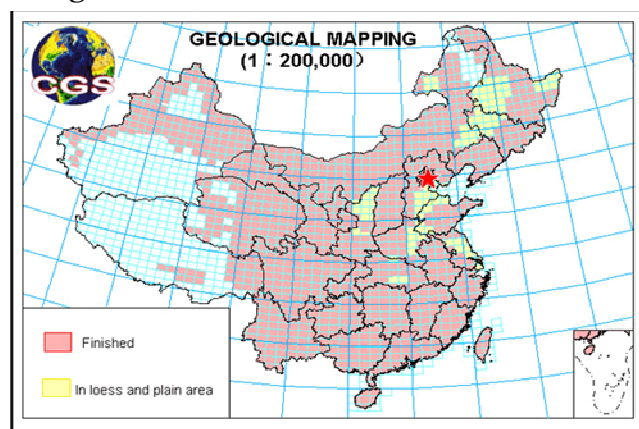 GEOLOGICAL MAPPING
(1：200,000）
CGS
Finished
In loess and plain area